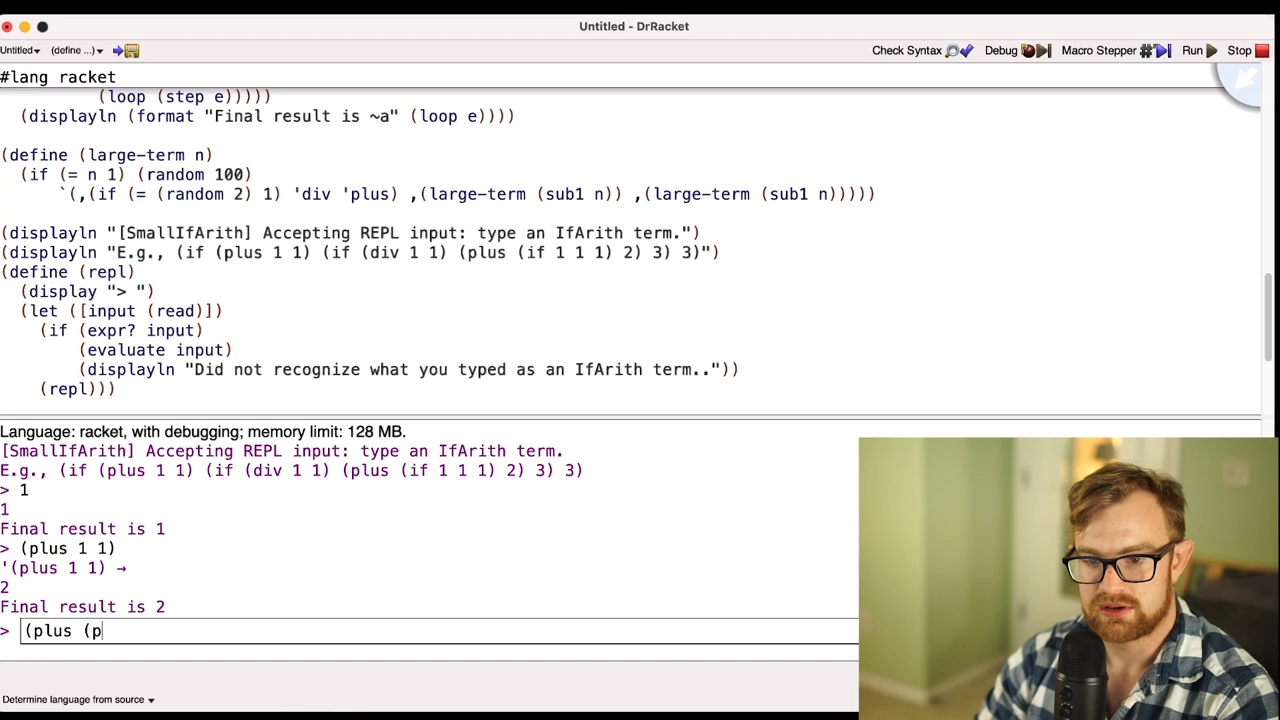 Untitled - DrRacket
Untitled (define ...) Check Syntax Debug Macro Stepper Run Stop
#lang racket
(loop (step e)))))
(displayln (format "Final result is ~a" (loop e))))
(define (large-term n)
(if (= n 1) (random 100)
`(,(if (= (random 2) 1) 'div 'plus) ,(large-term (sub1 n)) ,(large-term (sub1 n)))))
(displayln "[SmallIfArith] Accepting REPL input: type an IfArith term.")
(displayln "E.g., (if (plus 1 1) (if (div 1 1) (plus (if 1 1 1) 2) 3) 3)")
(define (repl)
(display "> ")
(let ([input (read)])
(if (expr? input)
(evaluate input)
(displayln "Did not recognize what you typed as an IfArith term.."))
(repl)))
Language: racket, with debugging; memory limit: 128 MB.
[SmallIfArith] Accepting REPL input: type an IfArith term.
E.g., (if (plus 1 1) (if (div 1 1) (plus (if 1 1 1) 2) 3) 3)
> 1
1
Final result is 1
> (plus 1 1)
'(plus 1 1) →
2
Final result is 2
> (plus (p
Determine language from source